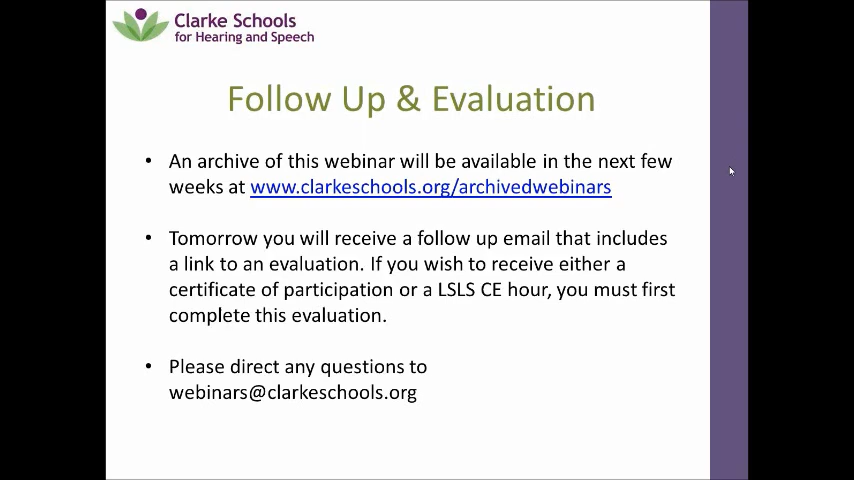 Clarke Schools
for Hearing and Speech
Follow Up & Evaluation
• An archive of this webinar will be available in the next few
weeks at www.clarkeschools.org/archivedwebinars
• Tomorrow you will receive a follow up email that includes
a link to an evaluation. If you wish to receive either a
certificate of participation or a LSLS CE hour, you must first
complete this evaluation.
• Please direct any questions to
webinars@clarkeschools.org